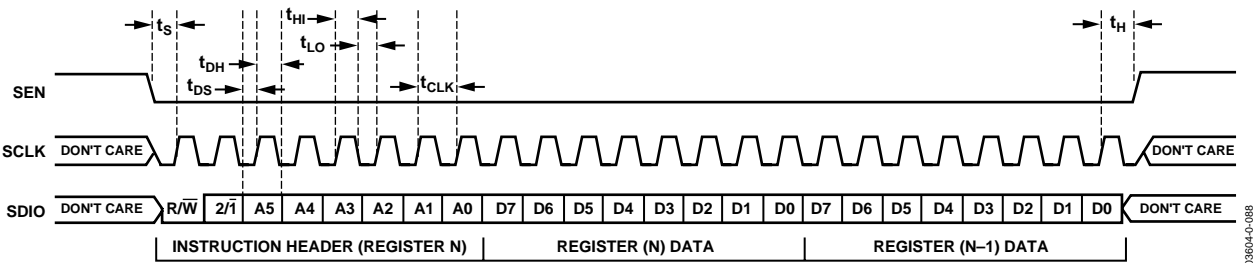 tS
tHI
tH
tLO
tDH
tDS
tCLK
SEN
SCLK
DON'T CARE
DON'T CARE
SDIO
DON'T CARE
R/W̅
2/1̅
A5
A4
A3
A2
A1
A0
D7
D6
D5
D4
D3
D2
D1
D0
D7
D6
D5
D4
D3
D2
D1
D0
DON'T CARE
INSTRUCTION HEADER (REGISTER N)
REGISTER (N) DATA
REGISTER (N–1) DATA
03604-0-088